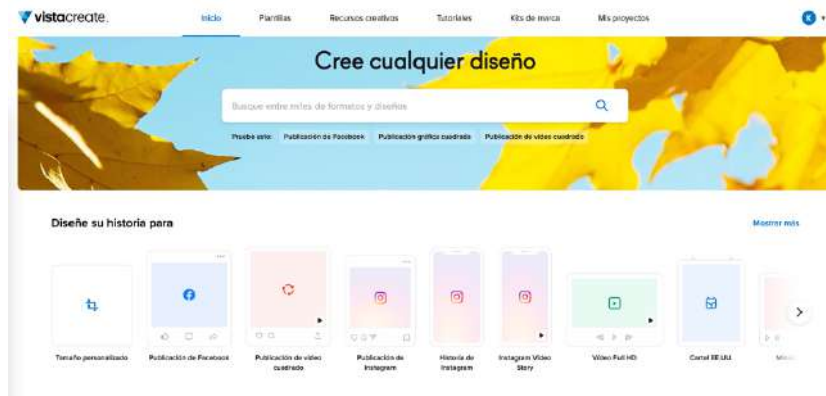 vistacreate.
Inicio
Plantillas
Recursos creativos
Tutoriales
Kits de marca
Mis proyectos
K
Cree cualquier diseño
Busque entre miles de formatos y diseños
Pruebe esto:
Publicación de Facebook
Publicación gráfica cuadrada
Publicación de vídeo cuadrado
Diseñe su historia para
Mostrar más
Tamaño personalizado
Publicación de Facebook
Publicación de vídeo
cuadrado
Publicación de
Instagram
Historia de
Instagram
Instagram Video
Story
Vídeo Full HD
Cartel EE.UU.